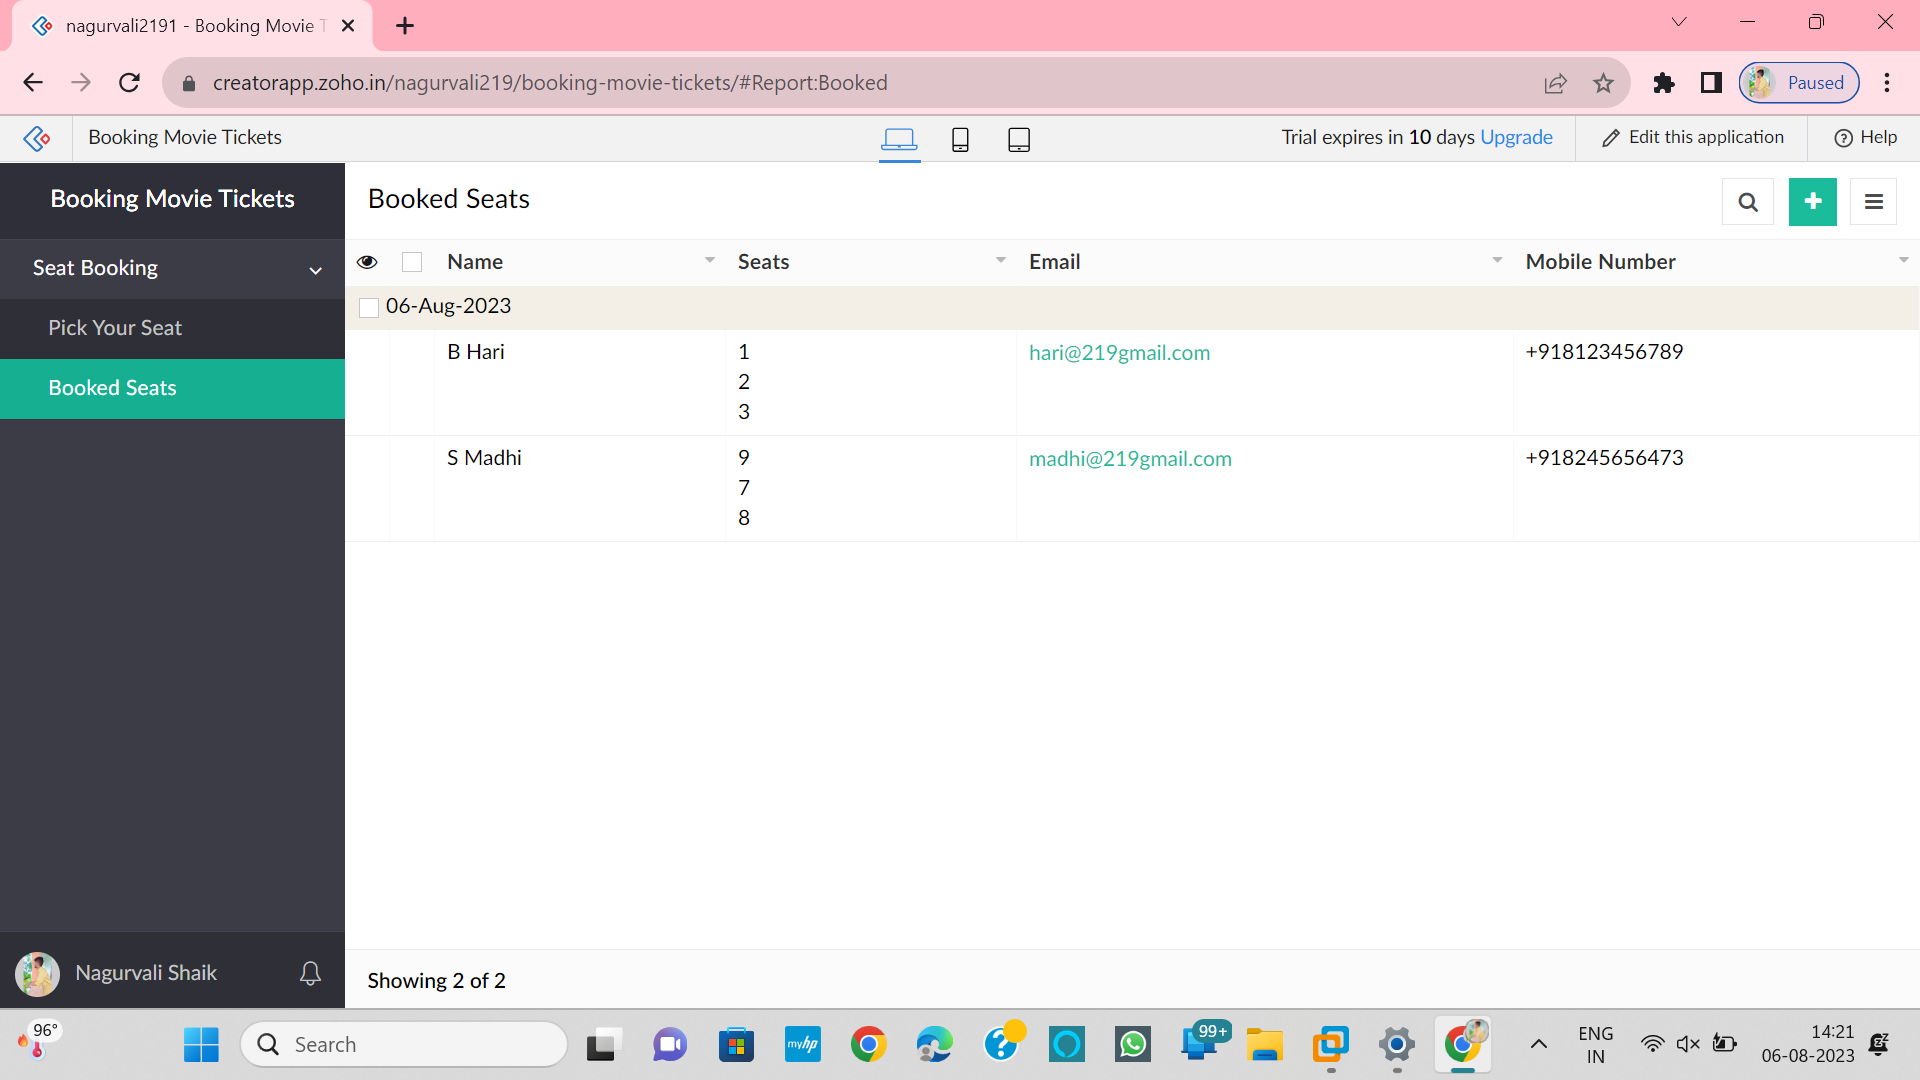 nagurvali2191 - Booking Movie T
creatorapp.zoho.in/nagurvali219/booking-movie-tickets/#Report:Booked
Paused
Booking Movie Tickets
Trial expires in 10 days Upgrade
Edit this application
Help
Booking Movie Tickets
Seat Booking
Pick Your Seat
Booked Seats
Booked Seats
Name Seats Email Mobile Number
06-Aug-2023
B Hari 1 hari@219gmail.com +918123456789
2
3
S Madhi 9 madhi@219gmail.com +918245656473
7
8
Nagurvali Shaik
Showing 2 of 2
96°
Search
myhp
99+
ENG
IN
14:21
06-08-2023